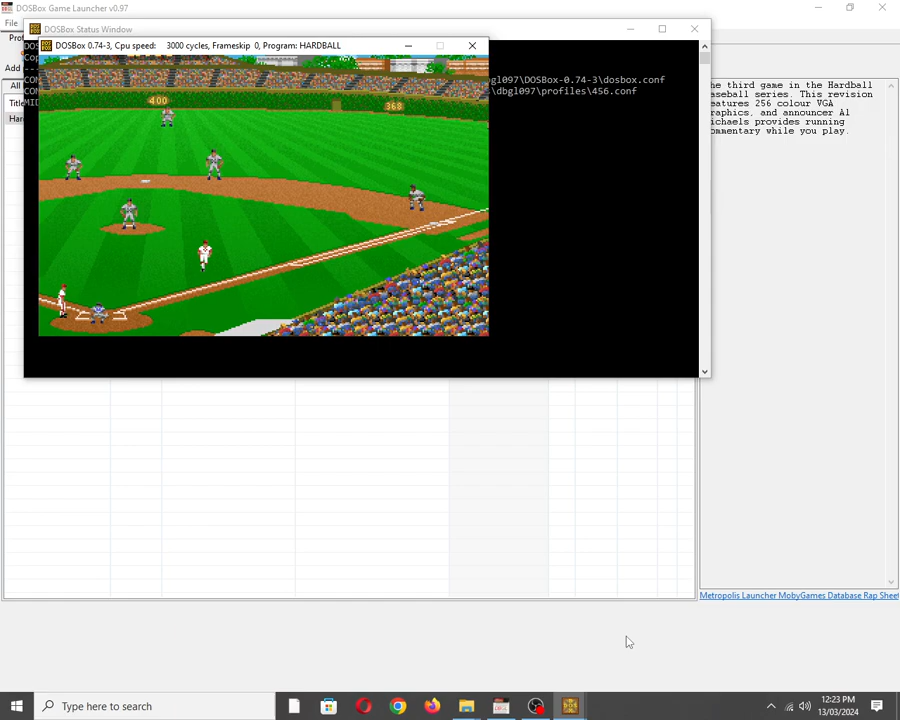 DOSBox Game Launcher v0.97
File
DOSBox Status Window
DOSBox 0.74-3, Cpu speed: 3000 cycles, Frameskip 0, Program: HARDBALL
Add
All
gl097\DOSBox-0.74-3\dosbox.conf
\dbgl097\profiles\456.conf
400
368
he third game in the Hardball
aseball series. This revision
eatures 256 colour VGA
raphics, and announcer Al
ichaels provides running
ommentary while you play.
Metropolis Launcher MobyGames Database Rap Sheet
Type here to search
12:23 PM
13/03/2024